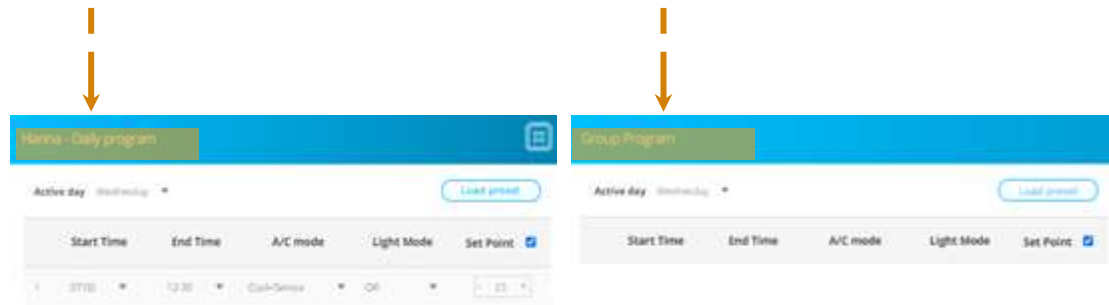 Hanna - Daily program
Active day Wednesday
Load preset
Start Time End Time A/C mode Light Mode Set Point
1 07:00 12:30 Off
Group Program
Active day Wednesday
Load preset
Start Time End Time A/C mode Light Mode Set Point